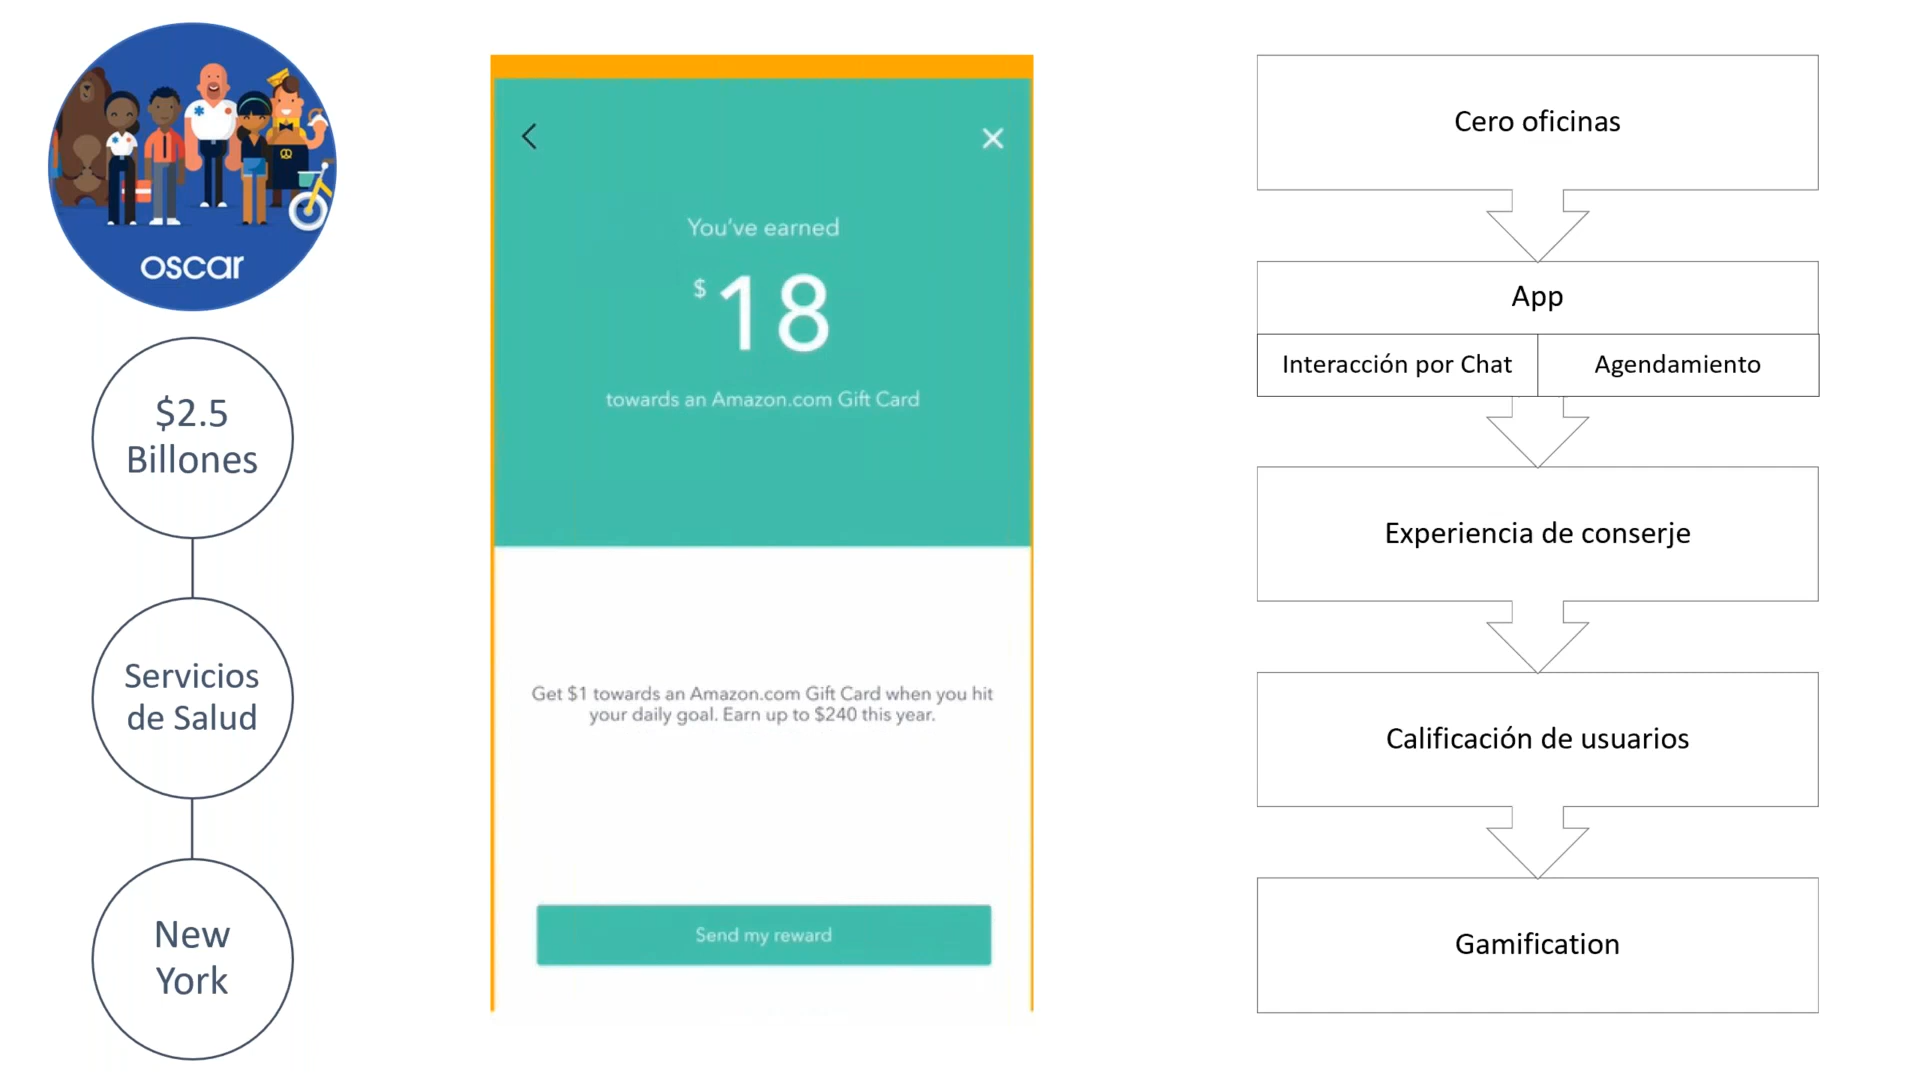 oscar
$2.5
Billones
Servicios
de Salud
New
York
You've earned
$18
towards an Amazon.com Gift Card
Get $1 towards an Amazon.com Gift Card when you hit
your daily goal. Earn up to $240 this year.
Send my reward
Cero oficinas
App
Interacción por Chat
Agendamiento
Experiencia de conserje
Calificación de usuarios
Gamification